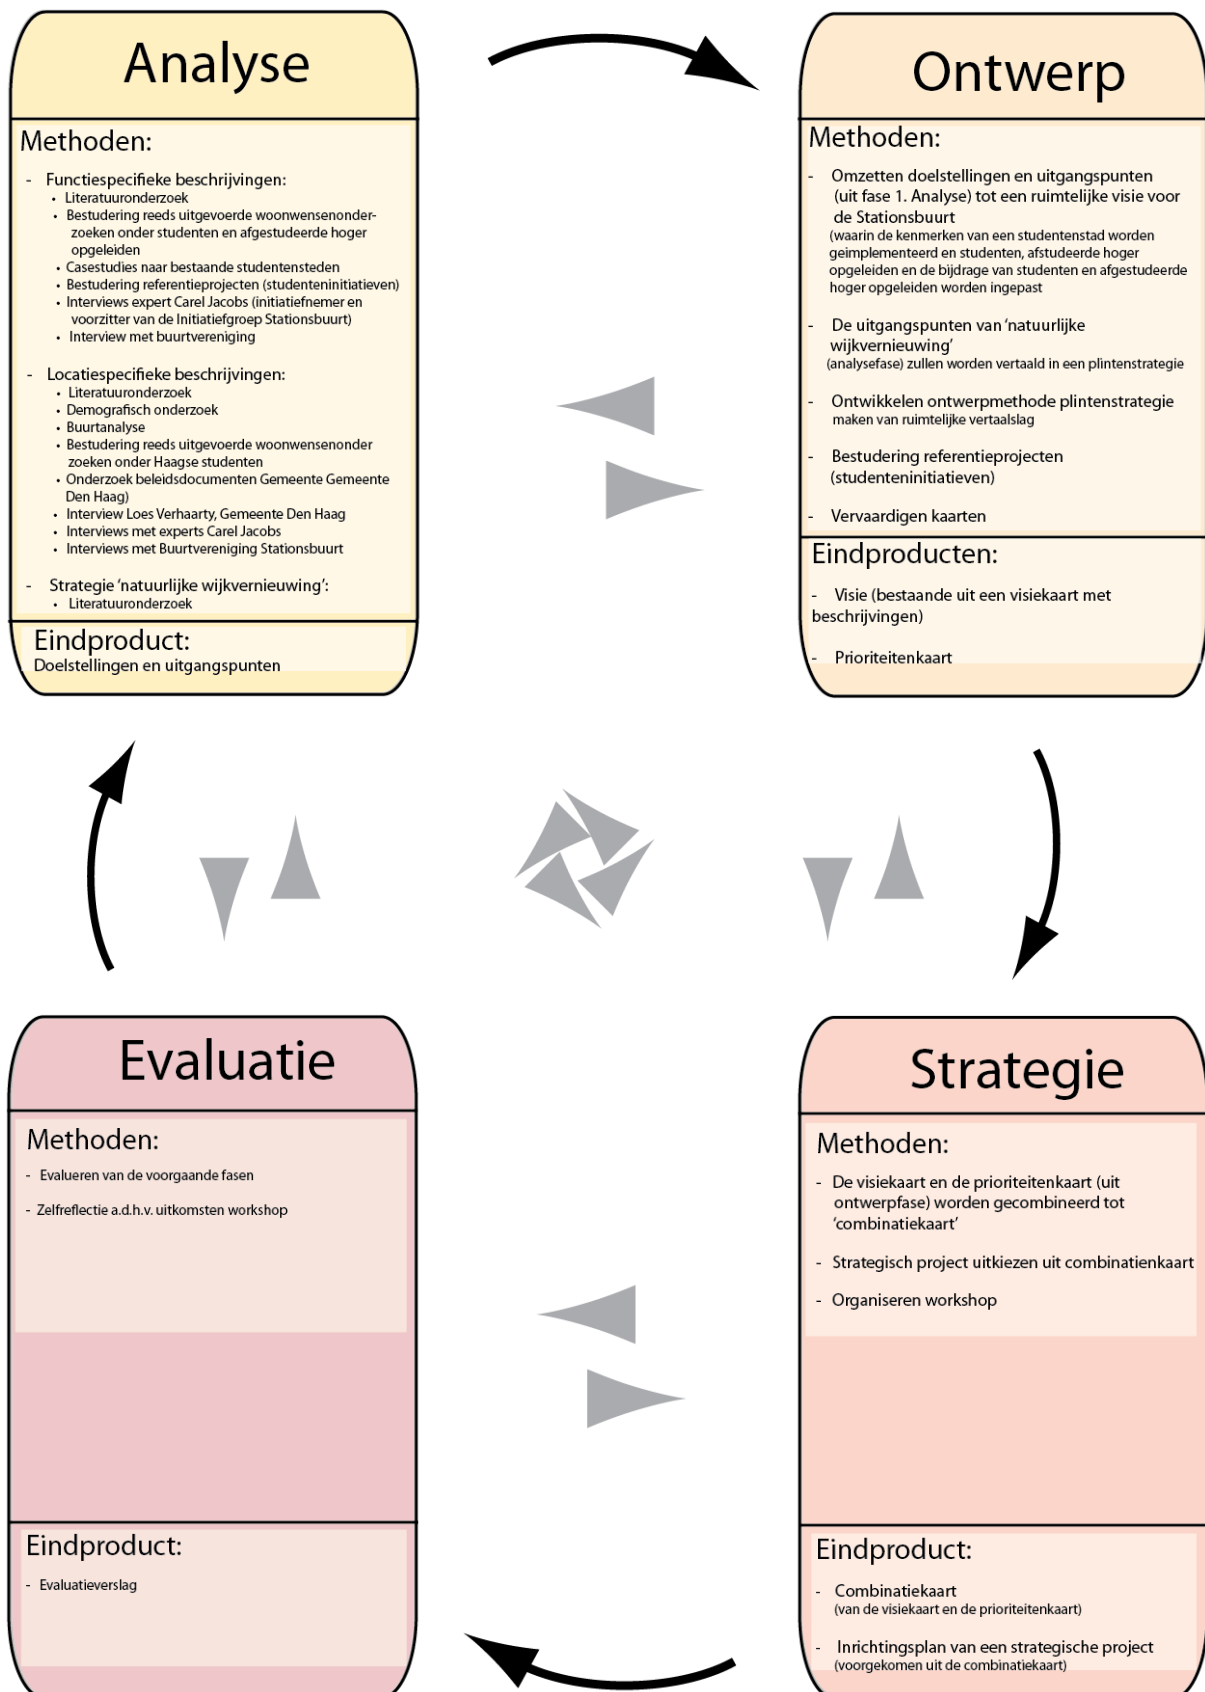 Analyse
Methoden:
- Functiespecifieke beschrijvingen:
• Literatuuronderzoek
• Bestudering reeds uitgevoerde woonwensenonder-
zoeken onder studenten en afgestudeerde hoger
opgeleiden
• Casestudies naar bestaande studentensteden
• Bestudering referentieprojecten (studenteninitiatieven)
• Interviews expert Carel Jacobs (initiatiefnemer en
voorzitter van de Initiatiefgroep Stationsbuurt)
• Interview met buurtvereniging
- Locatiespecifieke beschrijvingen:
• Literatuuronderzoek
• Demografisch onderzoek
• Buurtanalyse
• Bestudering reeds uitgevoerde woonwensenonder
zoeken onder Haagse studenten
• Onderzoek beleidsdocumenten Gemeente Gemeente
Den Haag)
• Interview Loes Verhaarty, Gemeente Den Haag
• Interviews met experts Carel Jacobs
• Interviews met Buurtvereniging Stationsbuurt
- Strategie 'natuurlijke wijkvernieuwing':
• Literatuuronderzoek
Eindproduct:
Doelstellingen en uitgangspunten
Ontwerp
Methoden:
- Omzetten doelstellingen en uitgangspunten
(uit fase 1. Analyse) tot een ruimtelijke visie voor
de Stationsbuurt
(waarin de kenmerken van een studentenstad worden
geimplementeerd en studenten, afstudeerde hoger
opgeleiden en de bijdrage van studenten en afgestudeerde
hoger opgeleiden worden ingepast
- De uitgangspunten van 'natuurlijke
wijkvernieuwing'
(analysefase) zullen worden vertaald in een plintenstrategie
- Ontwikkelen ontwerpmethode plintenstrategie
maken van ruimtelijke vertaalslag
- Bestudering referentieprojecten
(studenteninitiatieven)
- Vervaardigen kaarten
Eindproducten:
- Visie (bestaande uit een visiekaart met
beschrijvingen)
- Prioriteitenkaart
Evaluatie
Methoden:
- Evalueren van de voorgaande fasen
- Zelfreflectie a.d.h.v. uitkomsten workshop
Eindproduct:
- Evaluatieverslag
Strategie
Methoden:
- De visiekaart en de prioriteitenkaart (uit
ontwerpfase) worden gecombineerd tot
'combinatiekaart'
- Strategisch project uitkiezen uit combinatienkaart
- Organiseren workshop
Eindproduct:
- Combinatiekaart
(van de visiekaart en de prioriteitenkaart)
- Inrichtingsplan van een strategische project
(voorgekomen uit de combinatiekaart)